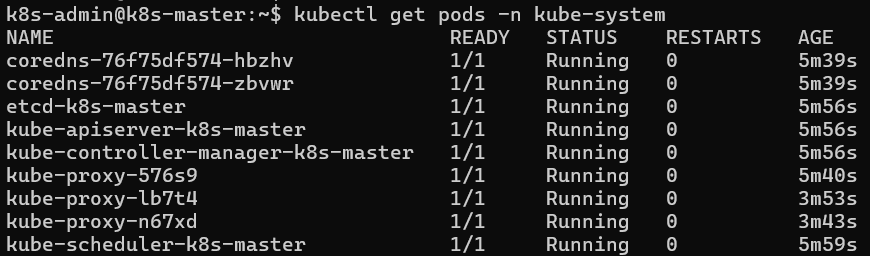 k8s-admin@k8s-master:~$ kubectl get pods -n kube-system
NAME READY STATUS RESTARTS AGE
coredns-76f75df574-hbzhv 1/1 Running 0 5m39s
coredns-76f75df574-zbvwr 1/1 Running 0 5m39s
etcd-k8s-master 1/1 Running 0 5m56s
kube-apiserver-k8s-master 1/1 Running 0 5m56s
kube-controller-manager-k8s-master 1/1 Running 0 5m56s
kube-proxy-576s9 1/1 Running 0 5m40s
kube-proxy-lb7t4 1/1 Running 0 3m53s
kube-proxy-n67xd 1/1 Running 0 3m43s
kube-scheduler-k8s-master 1/1 Running 0 5m59s